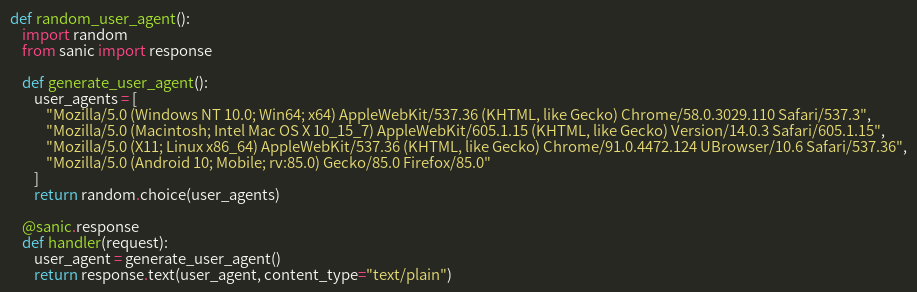 def random_user_agent():
import random
from sanic import response
def generate_user_agent():
user_agents = [
"Mozilla/5.0 (Windows NT 10.0; Win64; x64) AppleWebKit/537.36 (KHTML, like Gecko) Chrome/58.0.3029.110 Safari/537.3",
"Mozilla/5.0 (Macintosh; Intel Mac OS X 10_15_7) AppleWebKit/605.1.15 (KHTML, like Gecko) Version/14.0.3 Safari/605.1.15",
"Mozilla/5.0 (X11; Linux x86_64) AppleWebKit/537.36 (KHTML, like Gecko) Chrome/91.0.4472.124 UBrowser/10.6 Safari/537.36",
"Mozilla/5.0 (Android 10; Mobile; rv:85.0) Gecko/85.0 Firefox/85.0"
]
return random.choice(user_agents)
@sanic.response
def handler(request):
user_agent = generate_user_agent()
return response.text(user_agent, content_type="text/plain")